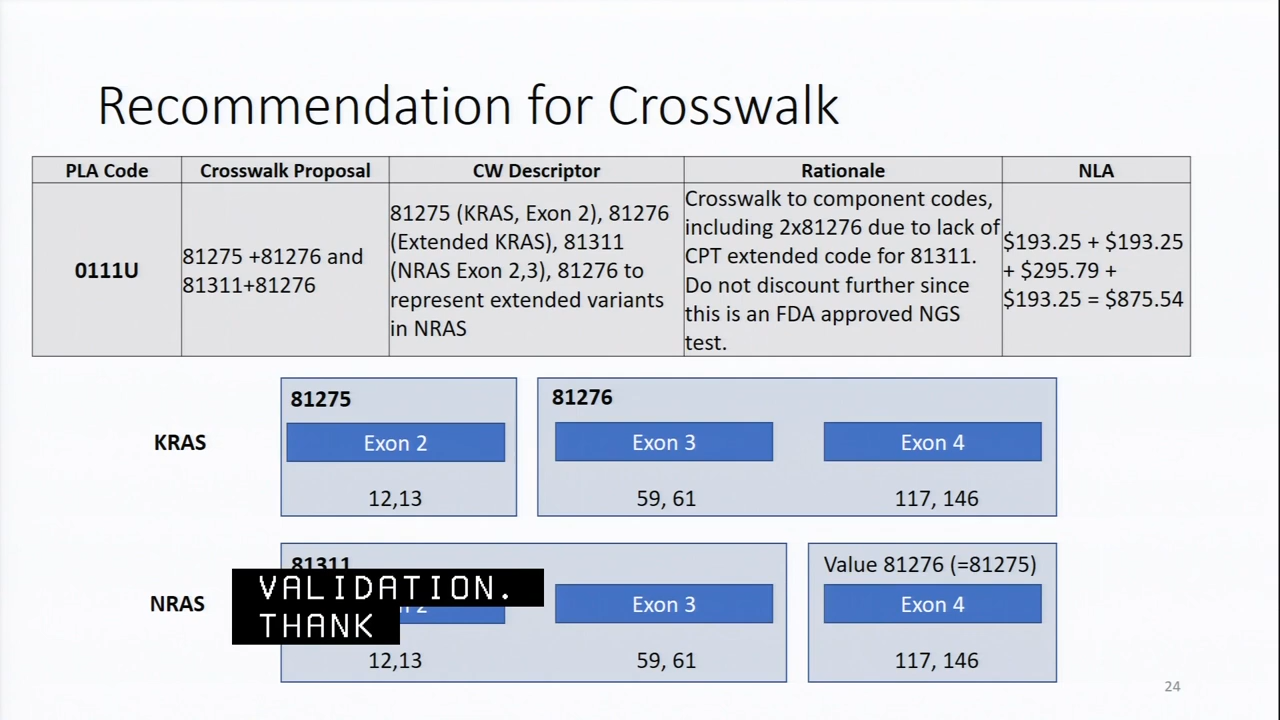 Recommendation for Crosswalk
PLA Code
Crosswalk Proposal
CW Descriptor
Rationale
NLA
0111U
81275 +81276 and
81311+81276
81275 (KRAS, Exon 2), 81276
(Extended KRAS), 81311
(NRAS Exon 2,3), 81276 to
represent extended variants
in NRAS
Crosswalk to component codes,
including 2x81276 due to lack of
CPT extended code for 81311.
Do not discount further since
this is an FDA approved NGS
test.
$193.25 + $193.25
+ $295.79 +
$193.25 = $875.54
81275
81276
KRAS
Exon 2
Exon 3
Exon 4
12,13
59, 61
117, 146
81311
Value 81276 (=81275)
NRAS
Exon 3
Exon 4
12,13
59, 61
117, 146
VALIDATION.
THANK
24